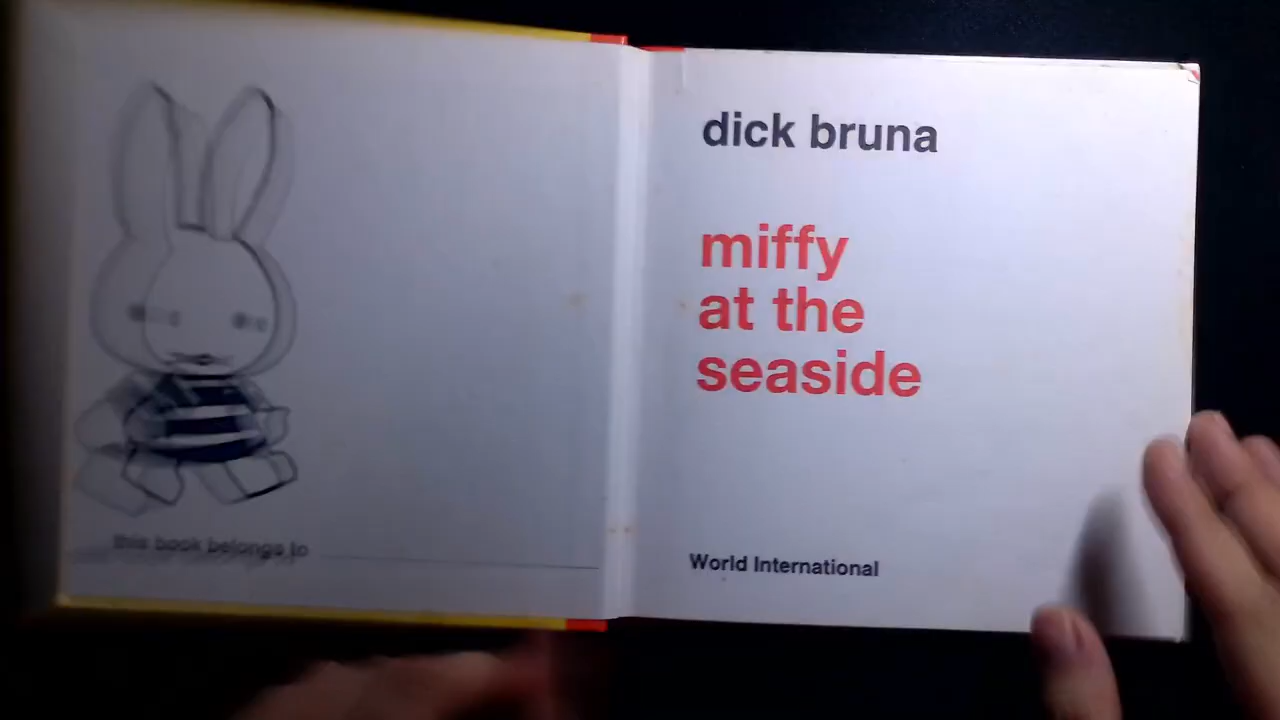 this book belongs to
dick bruna
miffy
at the
seaside
World International